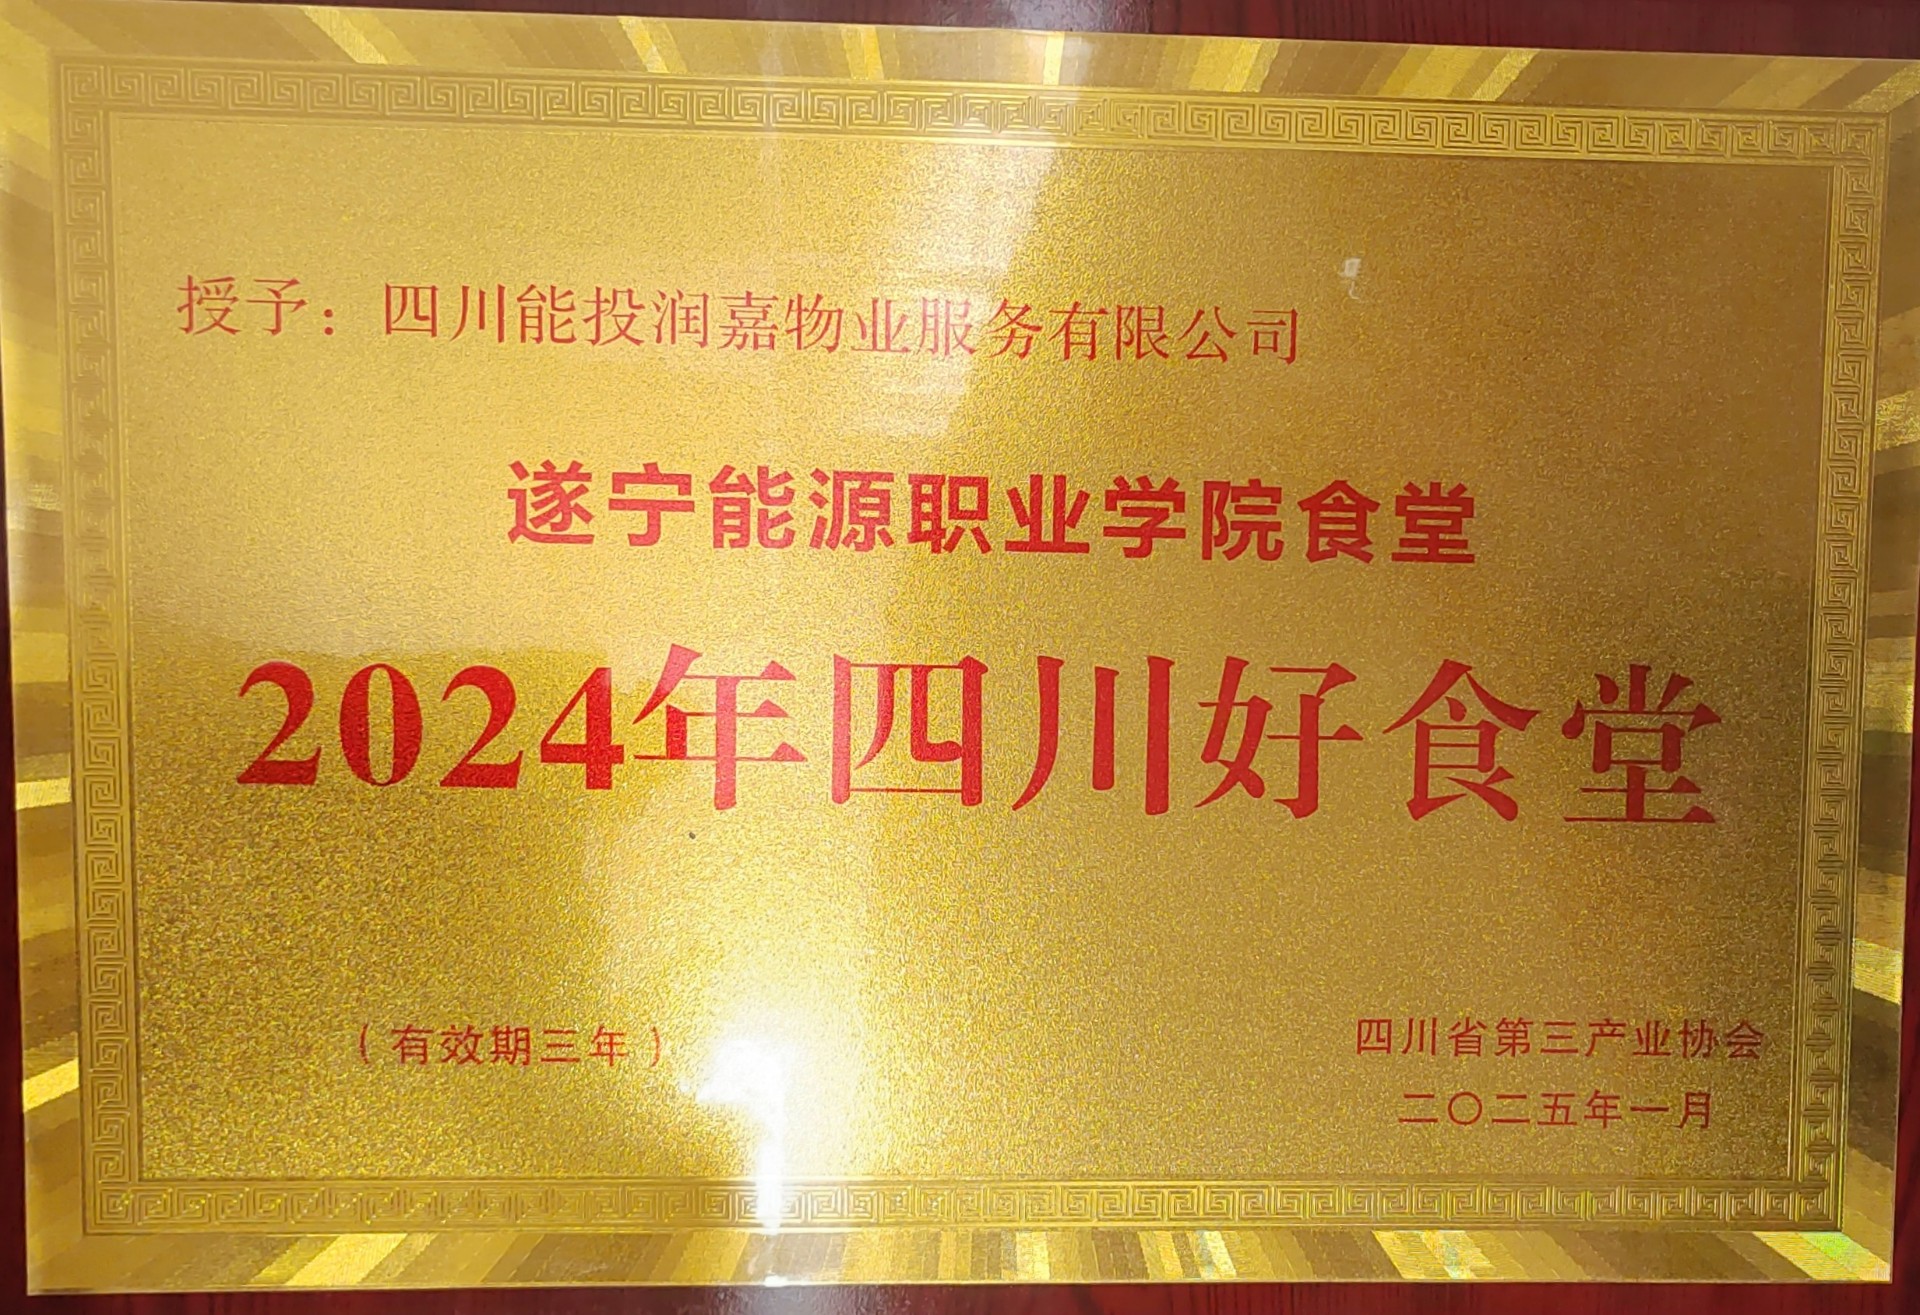 授予：四川能投润嘉物业服务有限公司
遂宁能源职业学院食堂
2024年四川好食堂
（有效期三年）
四川省第三产业协会
二〇二五年一月